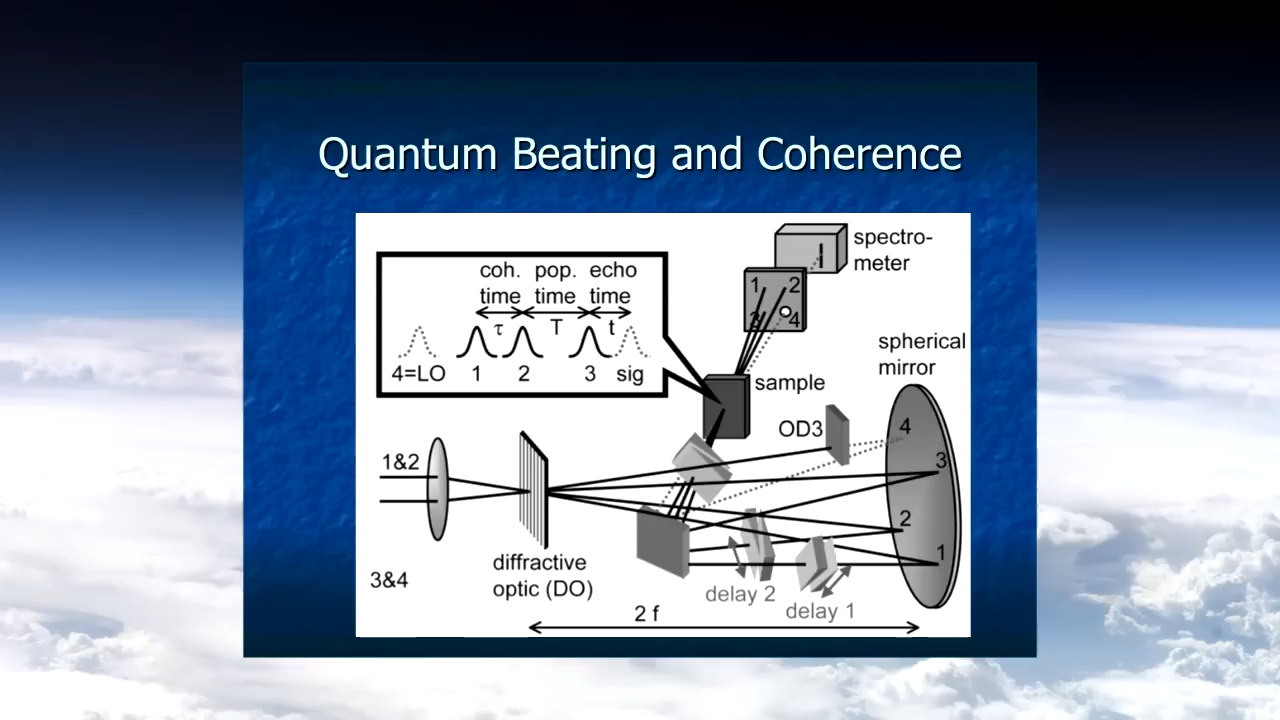 Quantum Beating and Coherence
spectro-
meter
coh. pop. echo
time time time
τ T t
4=LO 1 2 3 sig
1 2
3 4
spherical
mirror
sample
OD3
4
3
2
1
1&2
diffractive
optic (DO)
3&4
delay 2
delay 1
2 f